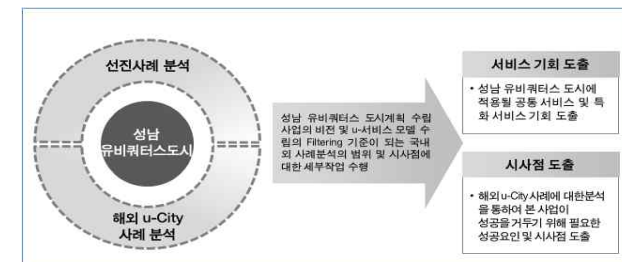 선진사례 분석
성남
유비쿼터스도시
해외 u-City
사례 분석
성남 유비쿼터스 도시계획 수립
사업의 비전 및 u-서비스 모델 수
립의 Filtering 기준이 되는 국내
외 사례분석의 범위 및 시사점에
대한 세부작업 수행
서비스 기회 도출
• 성남 유비쿼터스 도시에
적용될 공통 서비스 및 특
화 서비스 기회 도출
시사점 도출
• 해외 u-City 사례에 대한분석
을 통하여 본 사업이
성공을 거두기 위해 필요한
성공요인 및 시사점 도출